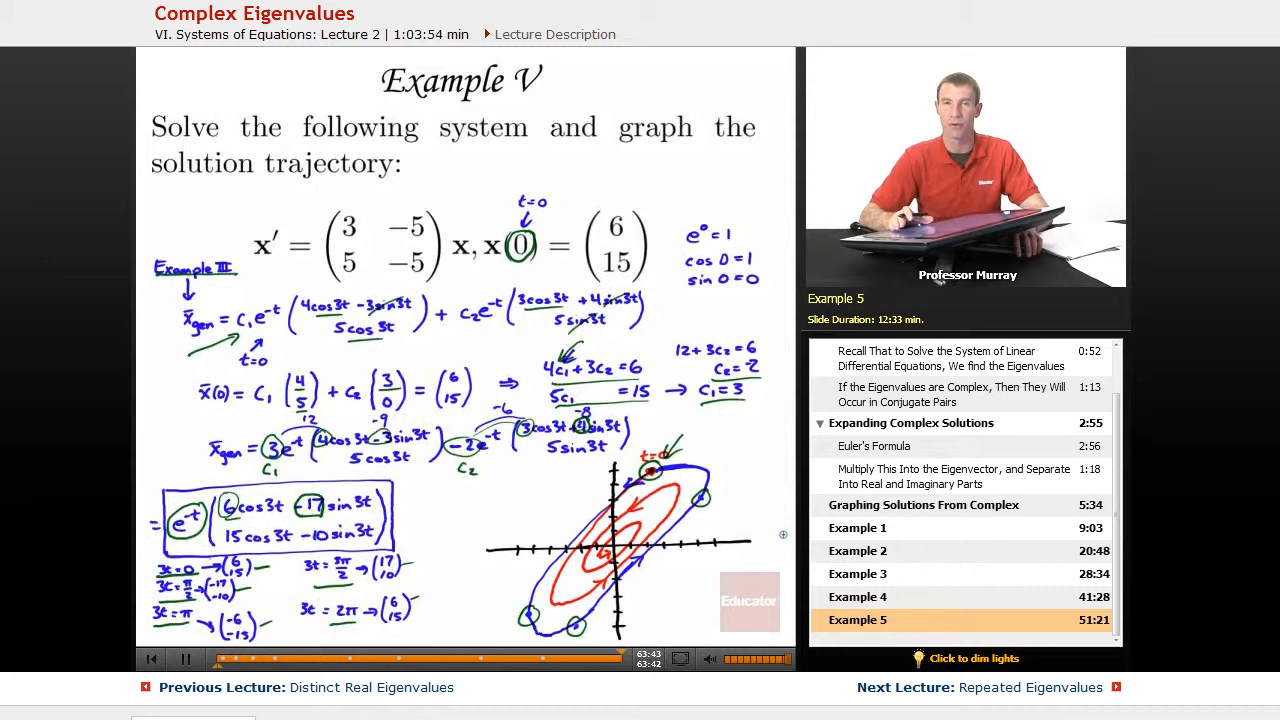 Complex Eigenvalues
VI. Systems of Equations: Lecture 2 | 1:03:54 min
Lecture Description
Example V
Solve the following system and graph the
solution trajectory:
t=0
x′ = (3 −5; 5 −5) x, x(0) = (6; 15)
e⁰ = 1
cos 0 = 1
sin 0 = 0
Example III
x̄gen = c₁e⁻ᵗ (4cos3t −3sin3t; 5cos3t) + c₂e⁻ᵗ (3cos3t +4sin3t; 5sin3t)
t=0
x̄(0) = C₁ (4; 5) + C₂ (3; 0) = (6; 15) ⇒ 4c₁ + 3c₂ = 6
5c₁ = 15 → C₁ = 3
12 + 3c₂ = 6
C₂ = -2
12 -9 -6 -8
x̄gen = 3e⁻ᵗ (4cos3t −3sin3t; 5cos3t) −2e⁻ᵗ (3cos3t +4sin3t; 5sin3t)
C₁ C₂
= e⁻ᵗ (6cos3t −17sin3t; 15cos3t −10sin3t)
3t=0 → (6; 15)
3t=π/2 → (-17; -10)
3t=π → (-6; -15)
3t=3π/2 → (17; 10)
3t = 2π → (6; 15)
t=0
Educator
Professor Murray
Example 5
Slide Duration: 12:33 min.
Recall That to Solve the System of Linear 0:52
Differential Equations, We find the Eigenvalues
If the Eigenvalues are Complex, Then They Will 1:13
Occur in Conjugate Pairs
Expanding Complex Solutions 2:55
Euler's Formula 2:56
Multiply This Into the Eigenvector, and Separate 1:18
Into Real and Imaginary Parts
Graphing Solutions From Complex 5:34
Example 1 9:03
Example 2 20:48
Example 3 28:34
Example 4 41:28
Example 5 51:21
63:43
63:42
Click to dim lights
Previous Lecture: Distinct Real Eigenvalues
Next Lecture: Repeated Eigenvalues